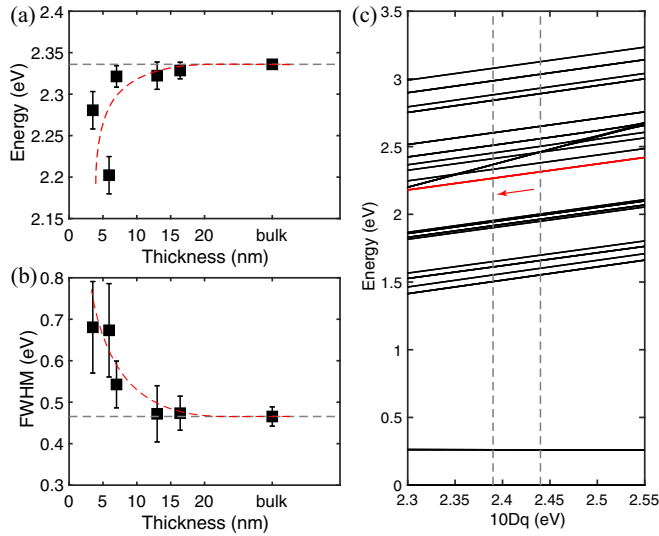 (a)
2.4
2.35
2.3
2.25
2.2
2.15
Energy (eV)
0 5 10 15 20 bulk
Thickness (nm)
(b)
0.8
0.7
0.6
0.5
0.4
0.3
FWHM (eV)
0 5 10 15 20 bulk
Thickness (nm)
(c)
3.5
3
2.5
2
1.5
1
0.5
0
Energy (eV)
2.3 2.35 2.4 2.45 2.5 2.55
10Dq (eV)